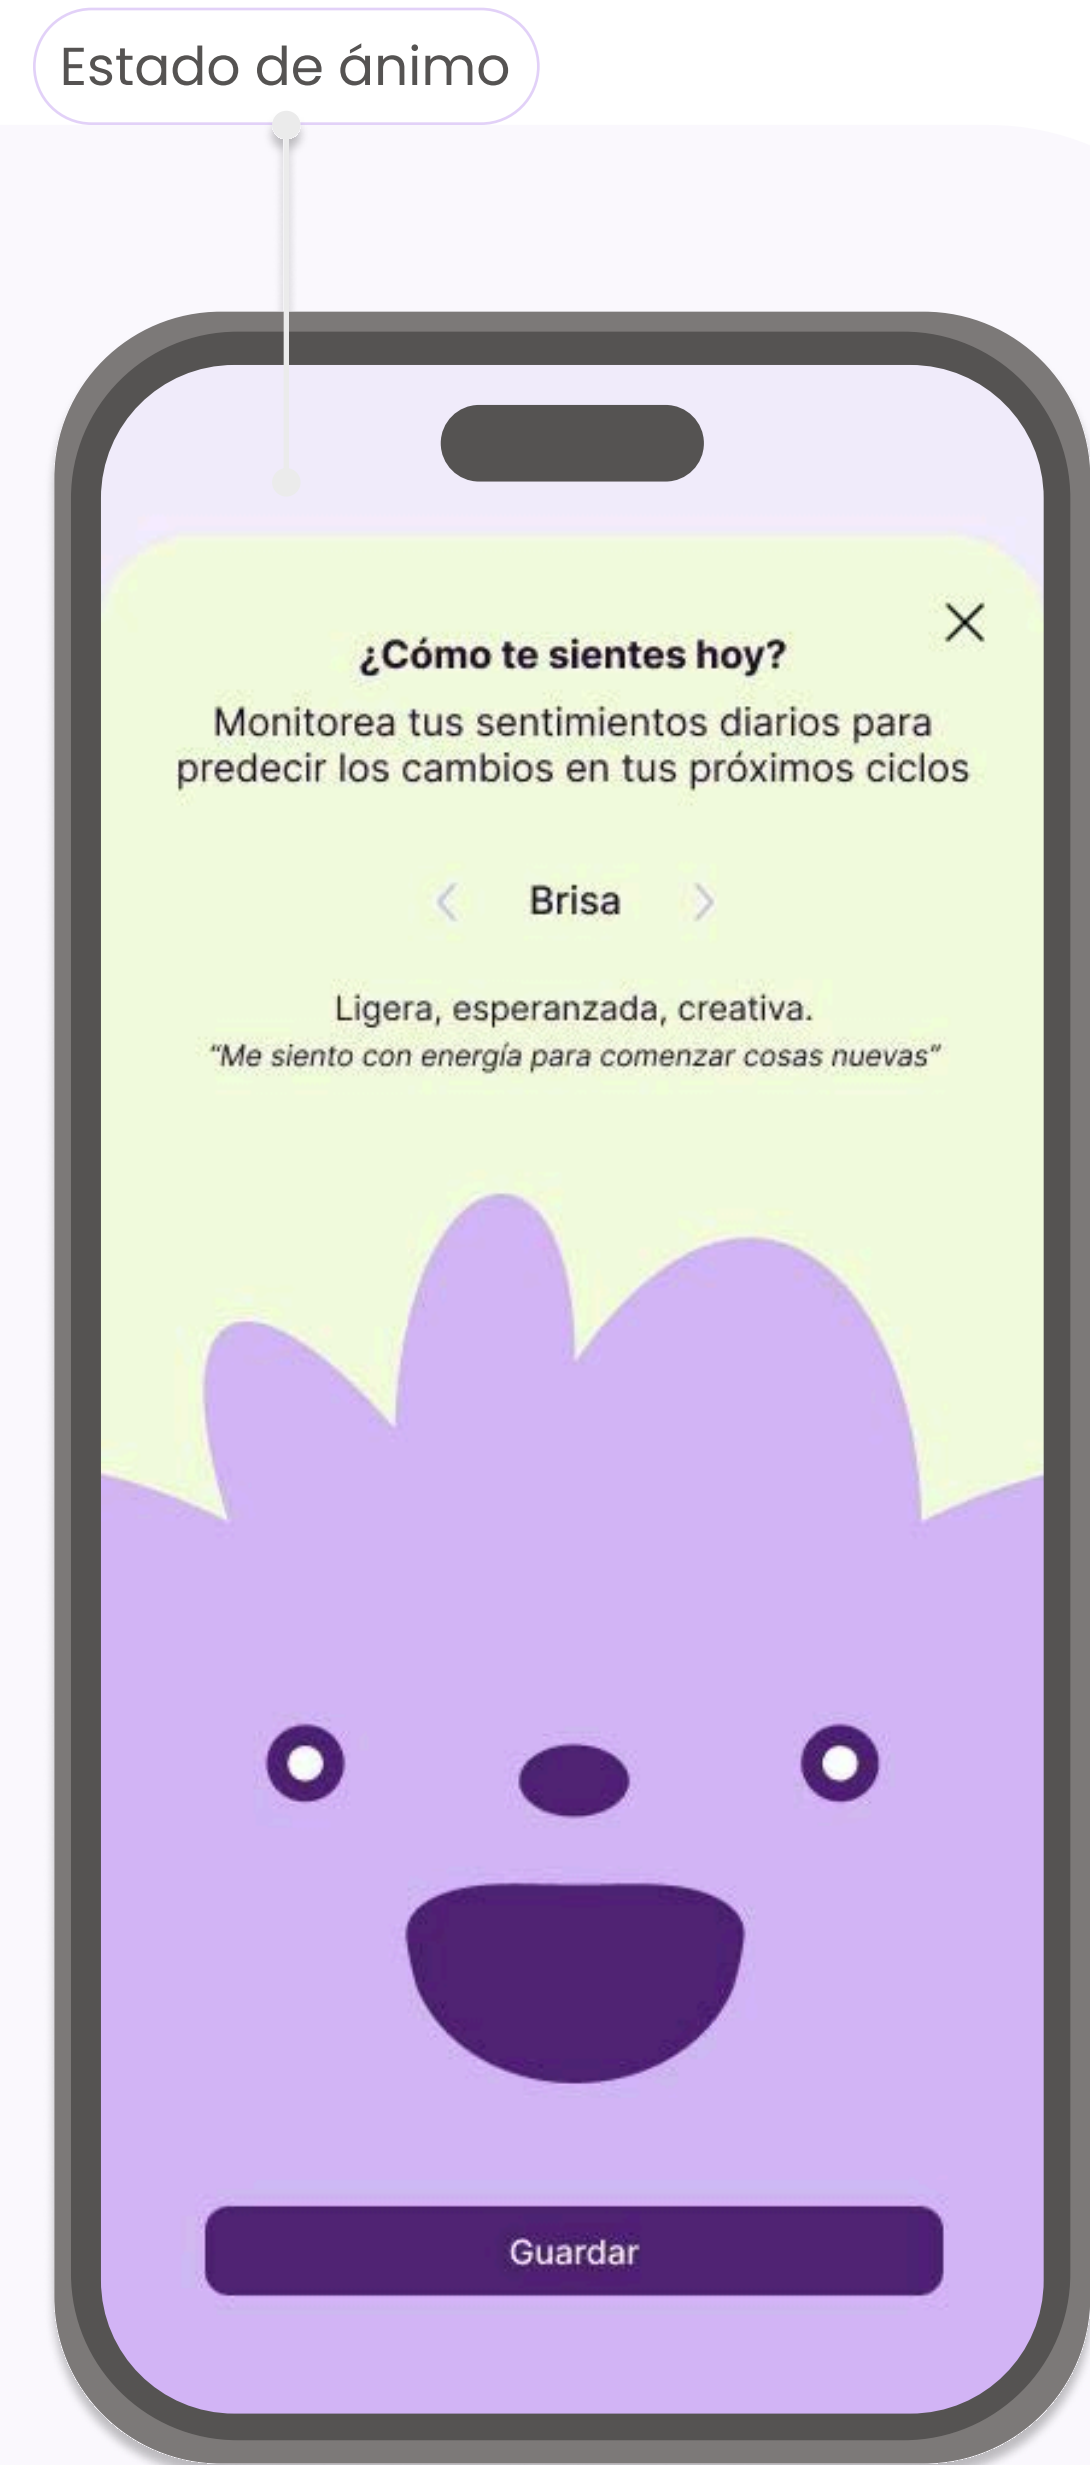 Estado de ánimo
¿Cómo te sientes hoy?
Monitorea tus sentimientos diarios para
predecir los cambios en tus próximos ciclos
Brisa
Ligera, esperanzada, creativa.
“Me siento con energía para comenzar cosas nuevas”
Guardar